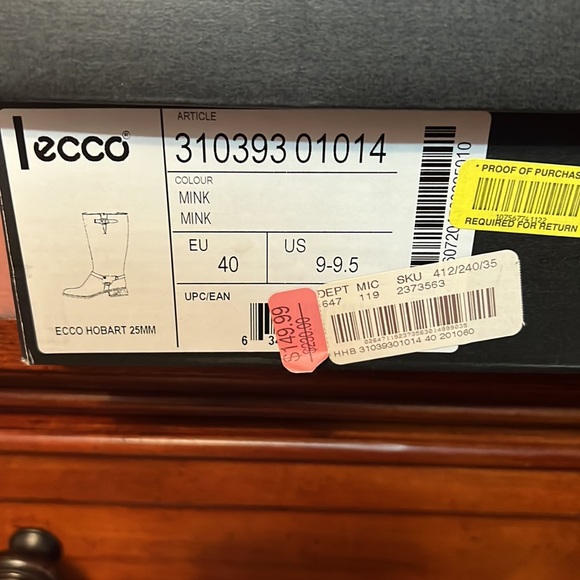 ecco®
ARTICLE
310393 01014
COLOUR
MINK
MINK
EU
40
US
9-9.5
UPC/EAN
ECCO HOBART 25MM
* PROOF OF PURCHAS
REQUIRED FOR RETURN
DEPT MIC SKU 412/240/35
647 119 2373563
HHB 31039301014 40 201060
$149.99